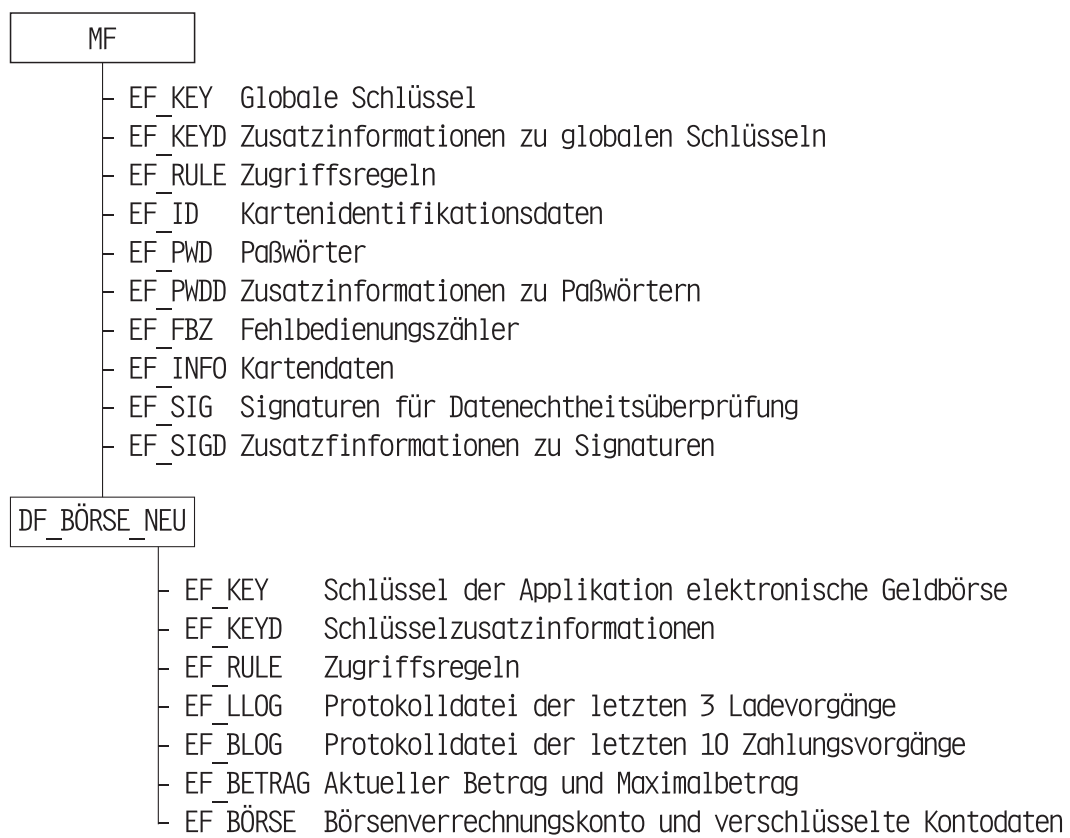 MF
EF_KEY Globale Schlüssel
EF_KEYD Zusatzinformationen zu globalen Schlüsseln
EF_RULE Zugriffsregeln
EF_ID Kartenidentifikationsdaten
EF_PWD Paßwörter
EF_PWDD Zusatzinformationen zu Paßwörtern
EF_FBZ Fehlbedienungszähler
EF_INFO Kartendaten
EF_SIG Signaturen für Datenechtheitsüberprüfung
EF_SIGD Zusatzfinformationen zu Signaturen
DF_BÖRSE_NEU
EF_KEY Schlüssel der Applikation elektronische Geldbörse
EF_KEYD Schlüsselzusatzinformationen
EF_RULE Zugriffsregeln
EF_LLOG Protokolldatei der letzten 3 Ladevorgänge
EF_BLOG Protokolldatei der letzten 10 Zahlungsvorgänge
EF_BETRAG Aktueller Betrag und Maximalbetrag
EF_BÖRSE Börsenverrechnungskonto und verschlüsselte Kontodaten